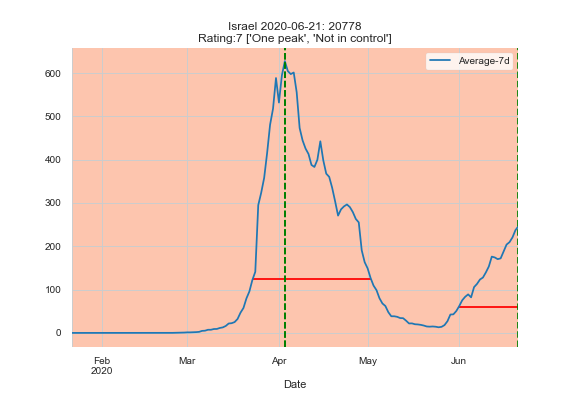 Israel 2020-06-21: 20778
Rating:7 ['One peak', 'Not in control']
Average-7d
600
500
400
300
200
100
0
Feb
2020
Mar
Apr
May
Jun
Date